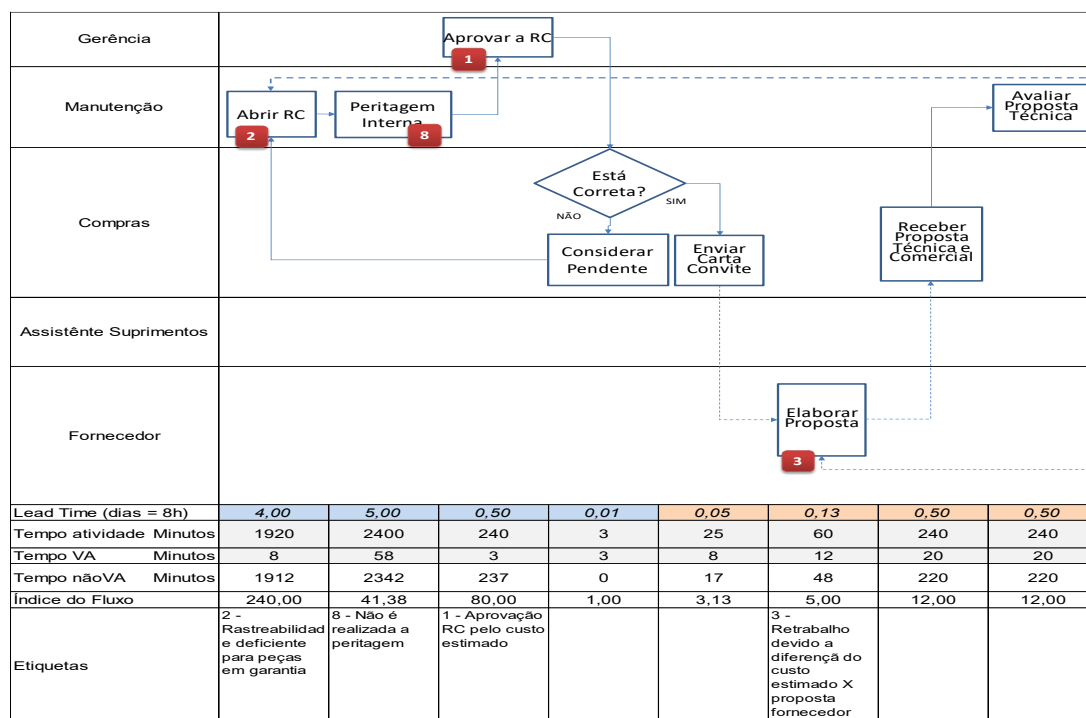 Gerência
Aprovar a RC
1
Manutenção
Abrir RC
2
Peritagem
Interna
8
Avaliar
Proposta
Técnica
Compras
Está
Correta?
NÃO
SIM
Considerar
Pendente
Enviar
Carta
Convite
Receber
Proposta
Técnica e
Comercial
Assistênte Suprimentos
Fornecedor
Elaborar
Proposta
3
Lead Time (dias = 8h) 4,00 5,00 0,50 0,01 0,05 0,13 0,50 0,50
Tempo atividade Minutos 1920 2400 240 3 25 60 240 240
Tempo VA Minutos 8 58 3 3 8 12 20 20
Tempo nãoVA Minutos 1912 2342 237 0 17 48 220 220
Índice do Fluxo 240,00 41,38 80,00 1,00 3,13 5,00 12,00 12,00
Etiquetas
2 -
Rastreabilidad
e deficiente
para peças
em garantia
8 - Não é
realizada a
peritagem
1 - Aprovação
RC pelo custo
estimado
3 -
Retrabalho
devido a
diferençã do
custo
estimado X
proposta
fornecedor